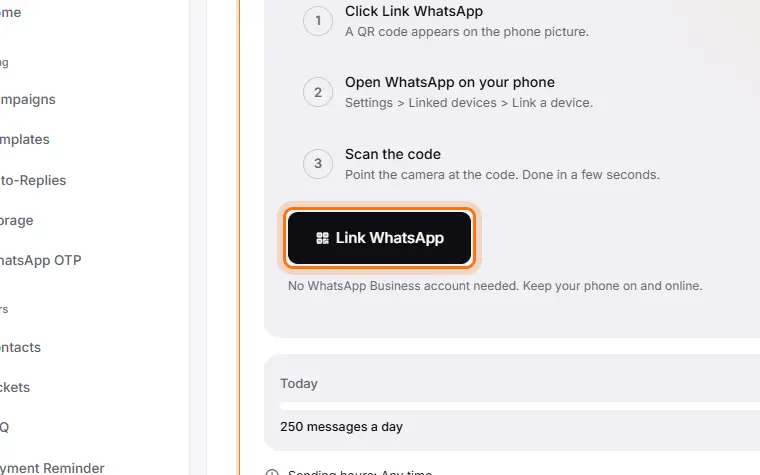 ome
1
Click Link WhatsApp
A QR code appears on the phone picture.
ng
2
Open WhatsApp on your phone
Settings > Linked devices > Link a device.
mpaigns
mplates
3
Scan the code
Point the camera at the code. Done in a few seconds.
to-Replies
orage
Link WhatsApp
hatsApp OTP
No WhatsApp Business account needed. Keep your phone on and online.
rs
ontacts
Today
ckets
250 messages a day
Q
yment Reminder
Sending hours: Any time